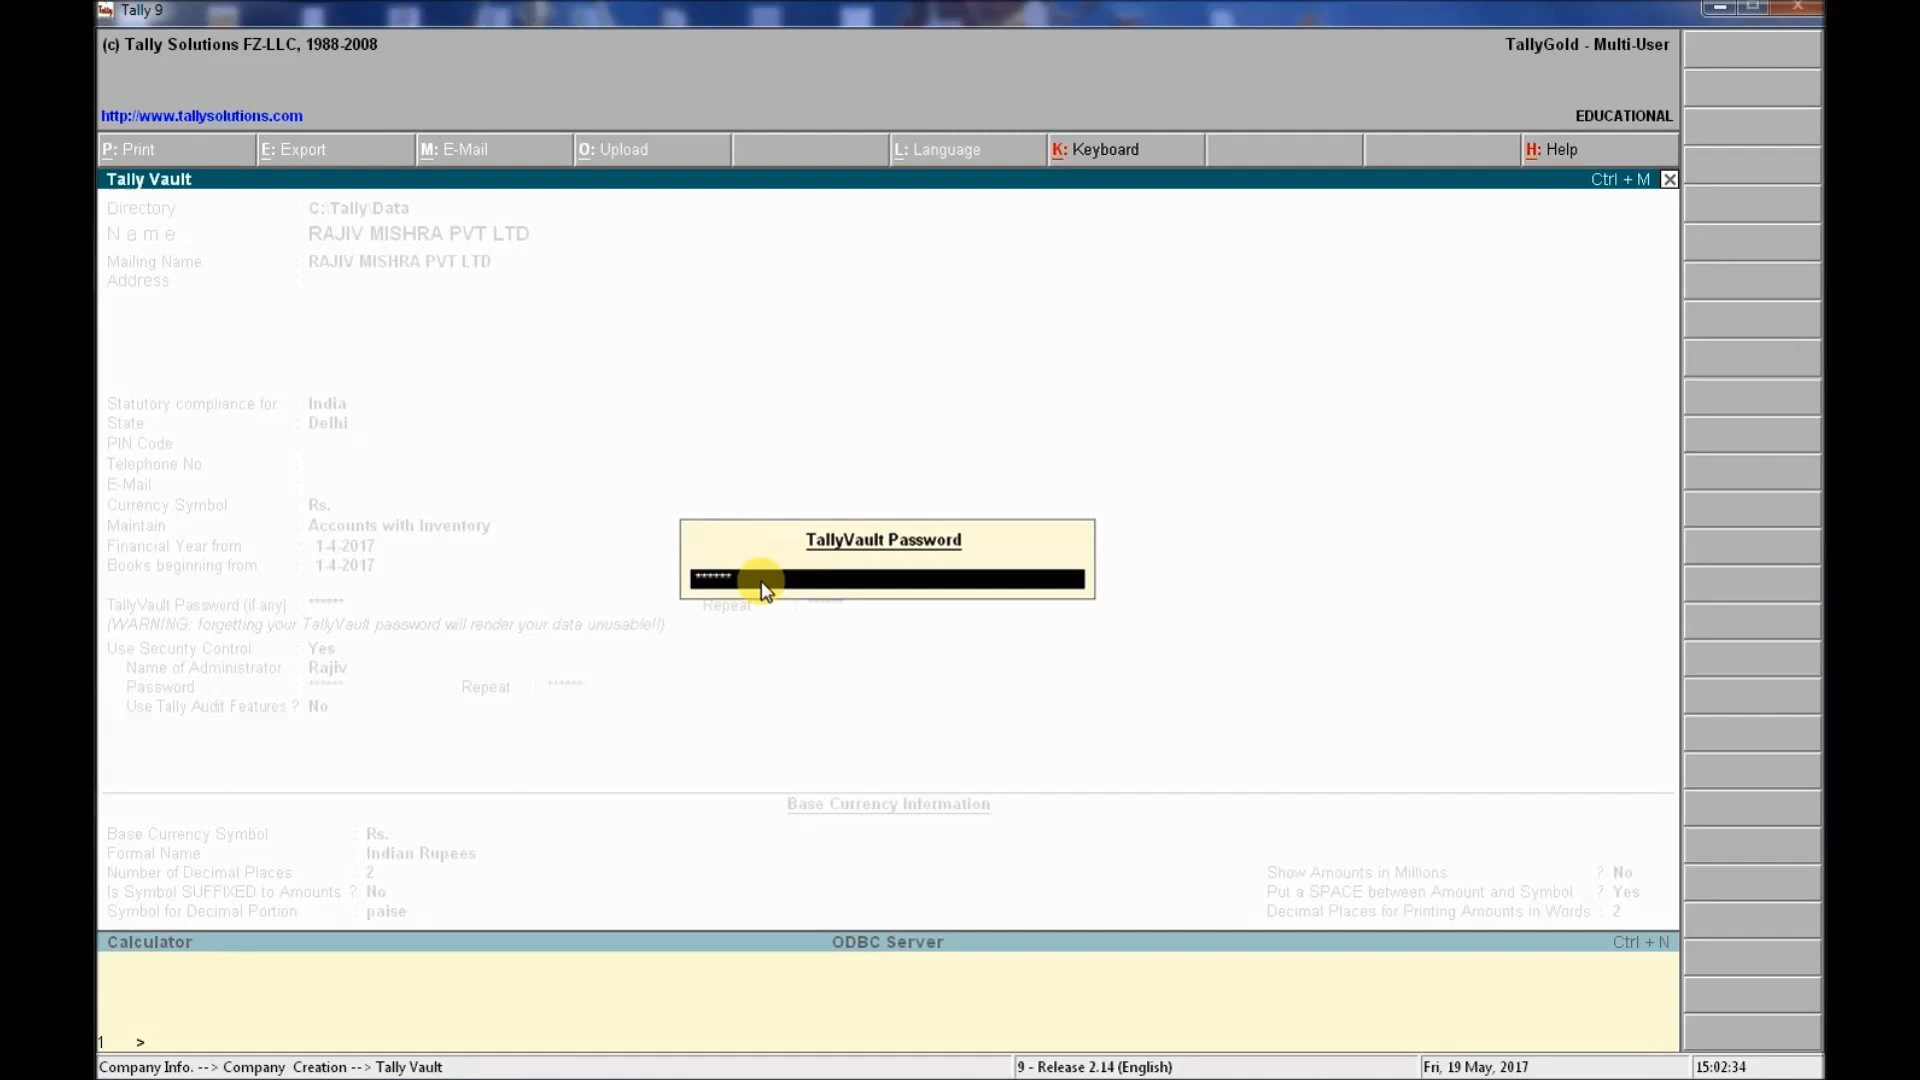 Tally Tally 9
(c) Tally Solutions FZ-LLC, 1988-2008 TallyGold - Multi-User
http://www.tallysolutions.com EDUCATIONAL
P: Print E: Export M: E-Mail O: Upload L: Language K: Keyboard H: Help
Tally Vault Ctrl + M
Directory : C:\Tally\Data
Name : RAJIV MISHRA PVT LTD
Mailing Name : RAJIV MISHRA PVT LTD
Address :
Statutory compliance for : India
State : Delhi
PIN Code :
Telephone No. :
E-Mail :
Currency Symbol : Rs.
Maintain : Accounts with Inventory
Financial Year from : 1-4-2017
Books beginning from : 1-4-2017
TallyVault Password
******
TallyVault Password (if any) : ****** Repeat : ******
(WARNING: forgetting your TallyVault password will render your data unusable!!)
Use Security Control : Yes
Name of Administrator : Rajiv
Password : ****** Repeat : ******
Use Tally Audit Features ? No
Base Currency Information
Base Currency Symbol : Rs.
Formal Name : Indian Rupees
Number of Decimal Places : 2 Show Amounts in Millions ? No
Is Symbol SUFFIXED to Amounts ? No Put a SPACE between Amount and Symbol ? Yes
Symbol for Decimal Portion : paise Decimal Places for Printing Amounts in Words : 2
Calculator ODBC Server Ctrl + N
1 >
Company Info. --> Company Creation --> Tally Vault 9 - Release 2.14 (English) Fri, 19 May, 2017 15:02:34